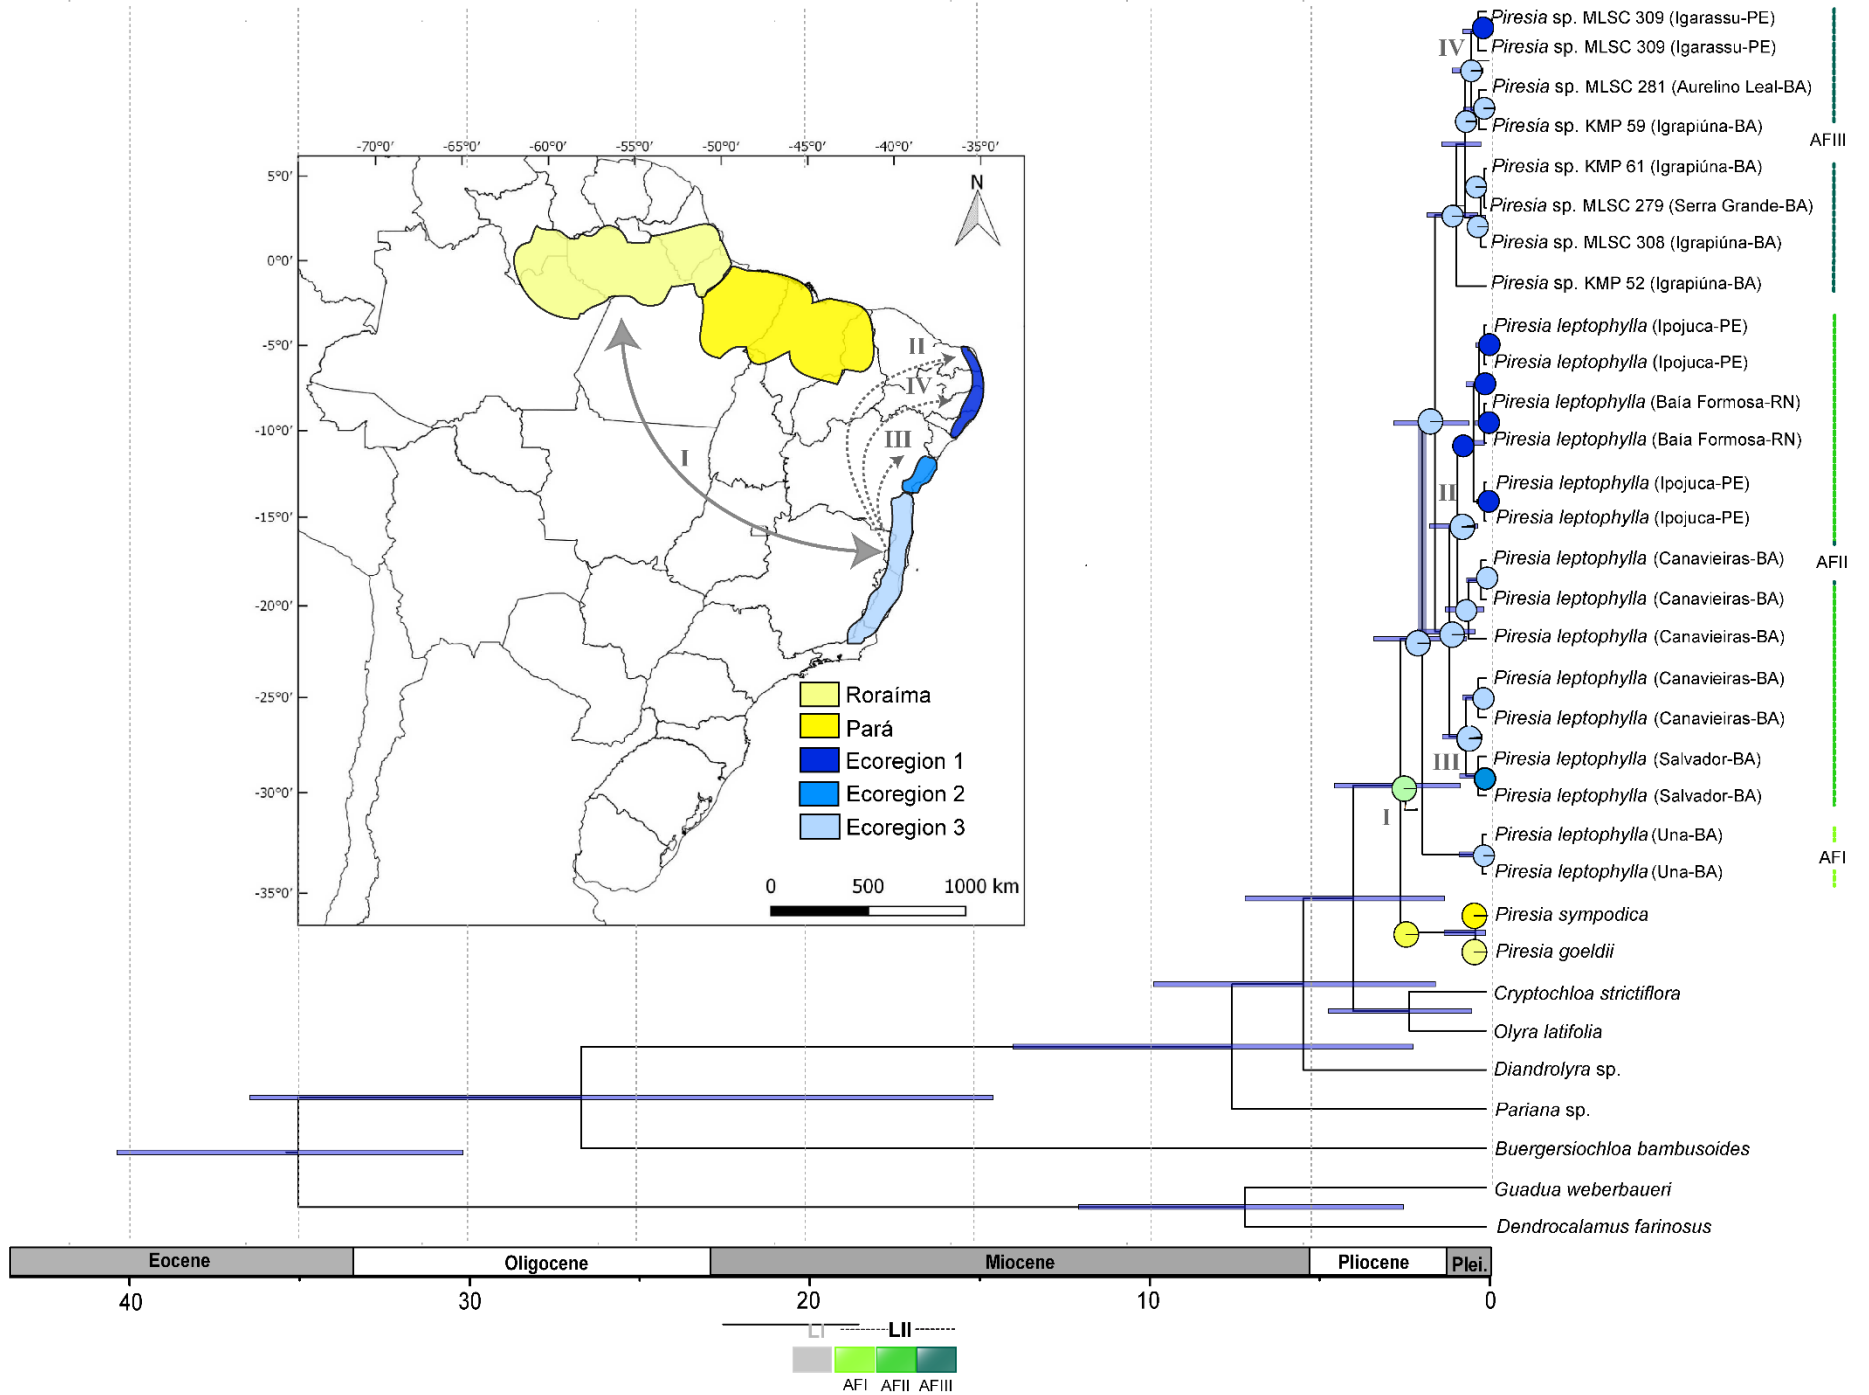 Piresia sp. MLSC 309 (Igarassu-PE)
IV
Piresia sp. MLSC 309 (Igarassu-PE)
Piresia sp. MLSC 281 (Aurelino Leal-BA)
Piresia sp. KMP 59 (Igrapiúna-BA)
AFIII
Piresia sp. KMP 61 (Igrapiúna-BA)
Piresia sp. MLSC 279 (Serra Grande-BA)
Piresia sp. MLSC 308 (Igrapiúna-BA)
Piresia sp. KMP 52 (Igrapiúna-BA)
Piresia leptophylla (Ipojuca-PE)
Piresia leptophylla (Ipojuca-PE)
Piresia leptophylla (Baía Formosa-RN)
Piresia leptophylla (Baía Formosa-RN)
Piresia leptophylla (Ipojuca-PE)
II
Piresia leptophylla (Ipojuca-PE)
Piresia leptophylla (Canavieiras-BA)
AFII
Piresia leptophylla (Canavieiras-BA)
Piresia leptophylla (Canavieiras-BA)
Piresia leptophylla (Canavieiras-BA)
Piresia leptophylla (Canavieiras-BA)
III
Piresia leptophylla (Salvador-BA)
Piresia leptophylla (Salvador-BA)
I
Piresia leptophylla (Una-BA)
AFI
Piresia leptophylla (Una-BA)
Piresia sympodica
Piresia goeldii
Cryptochloa strictiflora
Olyra latifolia
Diandrolyra sp.
Pariana sp.
Buergersiochloa bambusoides
Guadua weberbaueri
Dendrocalamus farinosus
-70°0' -65°0' -60°0' -55°0' -50°0' -45°0' -40°0' -35°0'
5°0'
0°0'
-5°0'
-10°0'
-15°0'
-20°0'
-25°0'
-30°0'
-35°0'
N
II
IV
III
I
Roraíma
Pará
Ecoregion 1
Ecoregion 2
Ecoregion 3
0 500 1000 km
Eocene Oligocene Miocene Pliocene Plei.
40 30 20 10 0
LI LII
AFI AFII AFIII